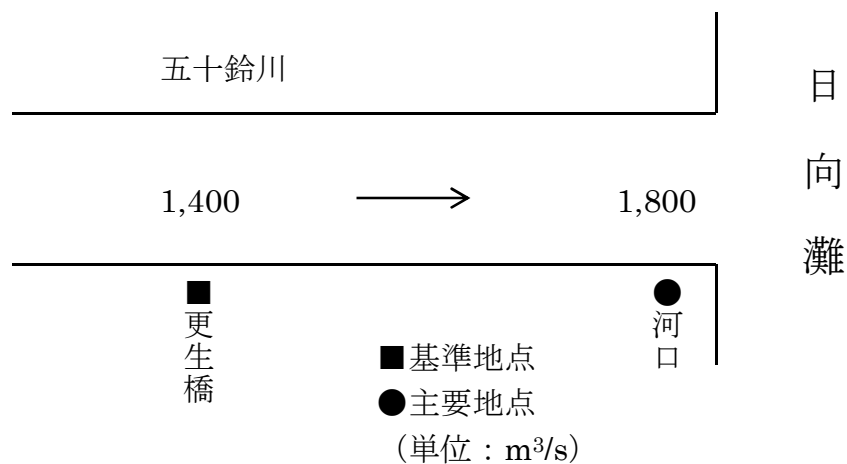 五十鈴川
日向灘
1,400
1,800
更生橋
河口
■基準地点
●主要地点
（単位：m³/s）